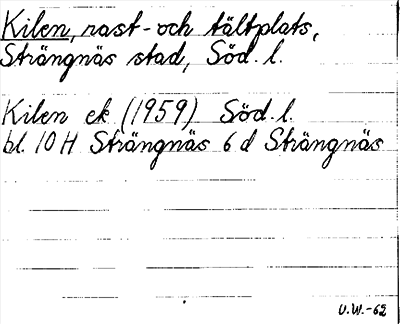 Kilen, rast- och tältplats,
Strängnäs stad, Söd. l.
Kilen ek (1959) Söd. l.
bl. 10 H Strängnäs 6 d Strängnäs
U.W.-62